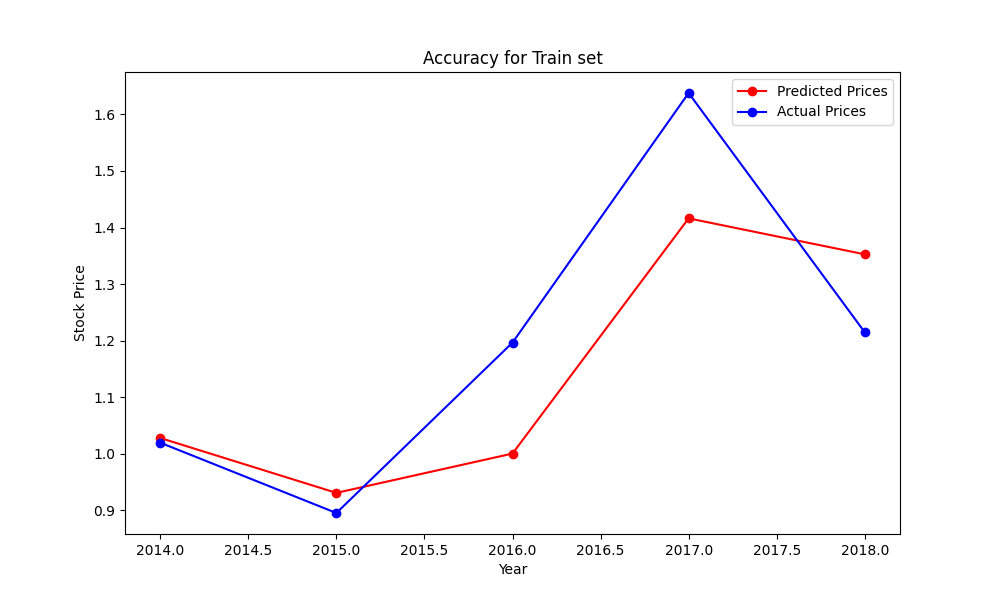 Accuracy for Train set
Predicted Prices
Actual Prices
1.6
1.5
1.4
1.3
1.2
1.1
1.0
0.9
Stock Price
2014.0 2014.5 2015.0 2015.5 2016.0 2016.5 2017.0 2017.5 2018.0
Year